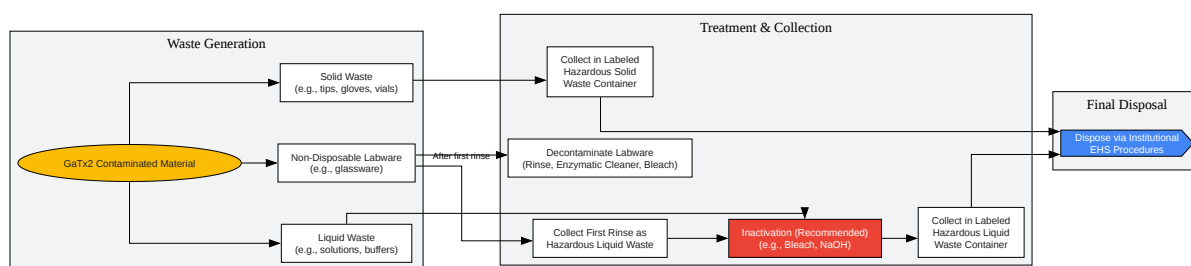 Waste Generation
Treatment & Collection
Final Disposal
Solid Waste
(e.g., tips, gloves, vials)
Collect in Labeled
Hazardous Solid
Waste Container
GaTx2 Contaminated Material
Non-Disposable Labware
(e.g., glassware)
After first rinse
Decontaminate Labware
(Rinse, Enzymatic Cleaner, Bleach)
Dispose via Institutional
EHS Procedures
Liquid Waste
(e.g., solutions, buffers)
Collect First Rinse as
Hazardous Liquid Waste
Inactivation (Recommended)
(e.g., Bleach, NaOH)
Collect in Labeled
Hazardous Liquid
Waste Container